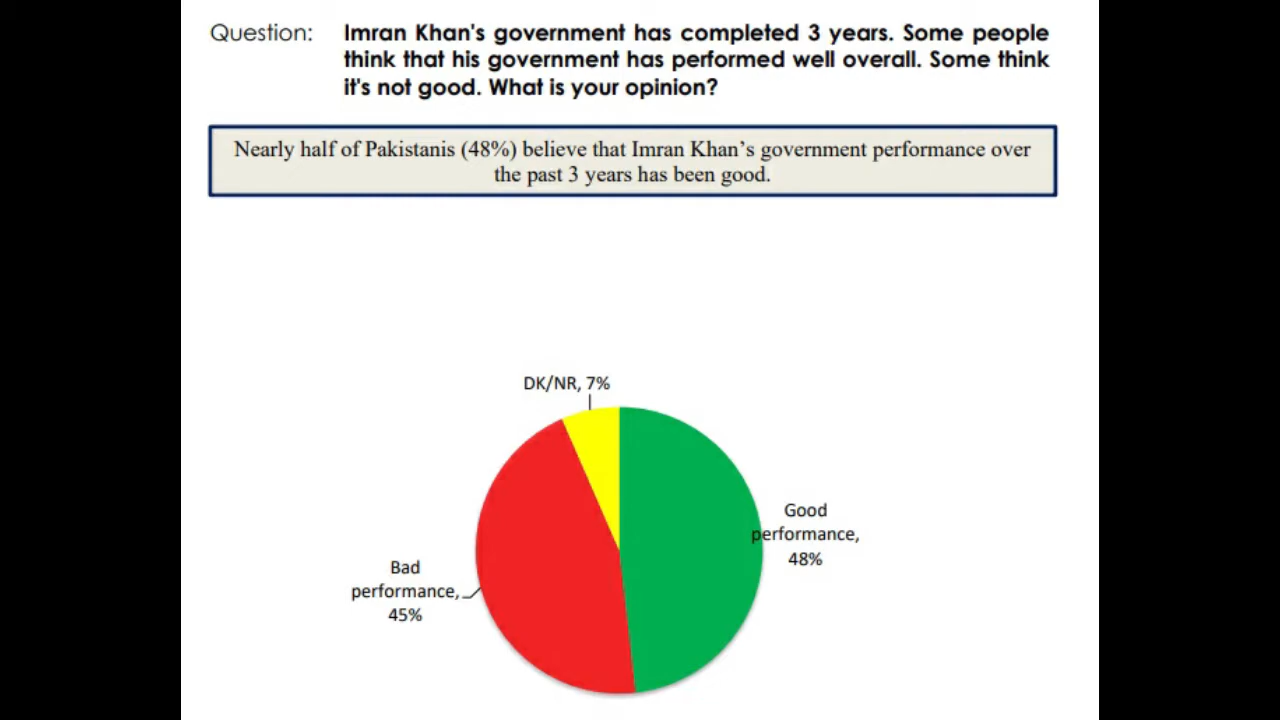 Question: Imran Khan's government has completed 3 years. Some people
think that his government has performed well overall. Some think
it's not good. What is your opinion?
Nearly half of Pakistanis (48%) believe that Imran Khan’s government performance over
the past 3 years has been good.
DK/NR, 7%
Good
performance,
48%
Bad
performance,
45%